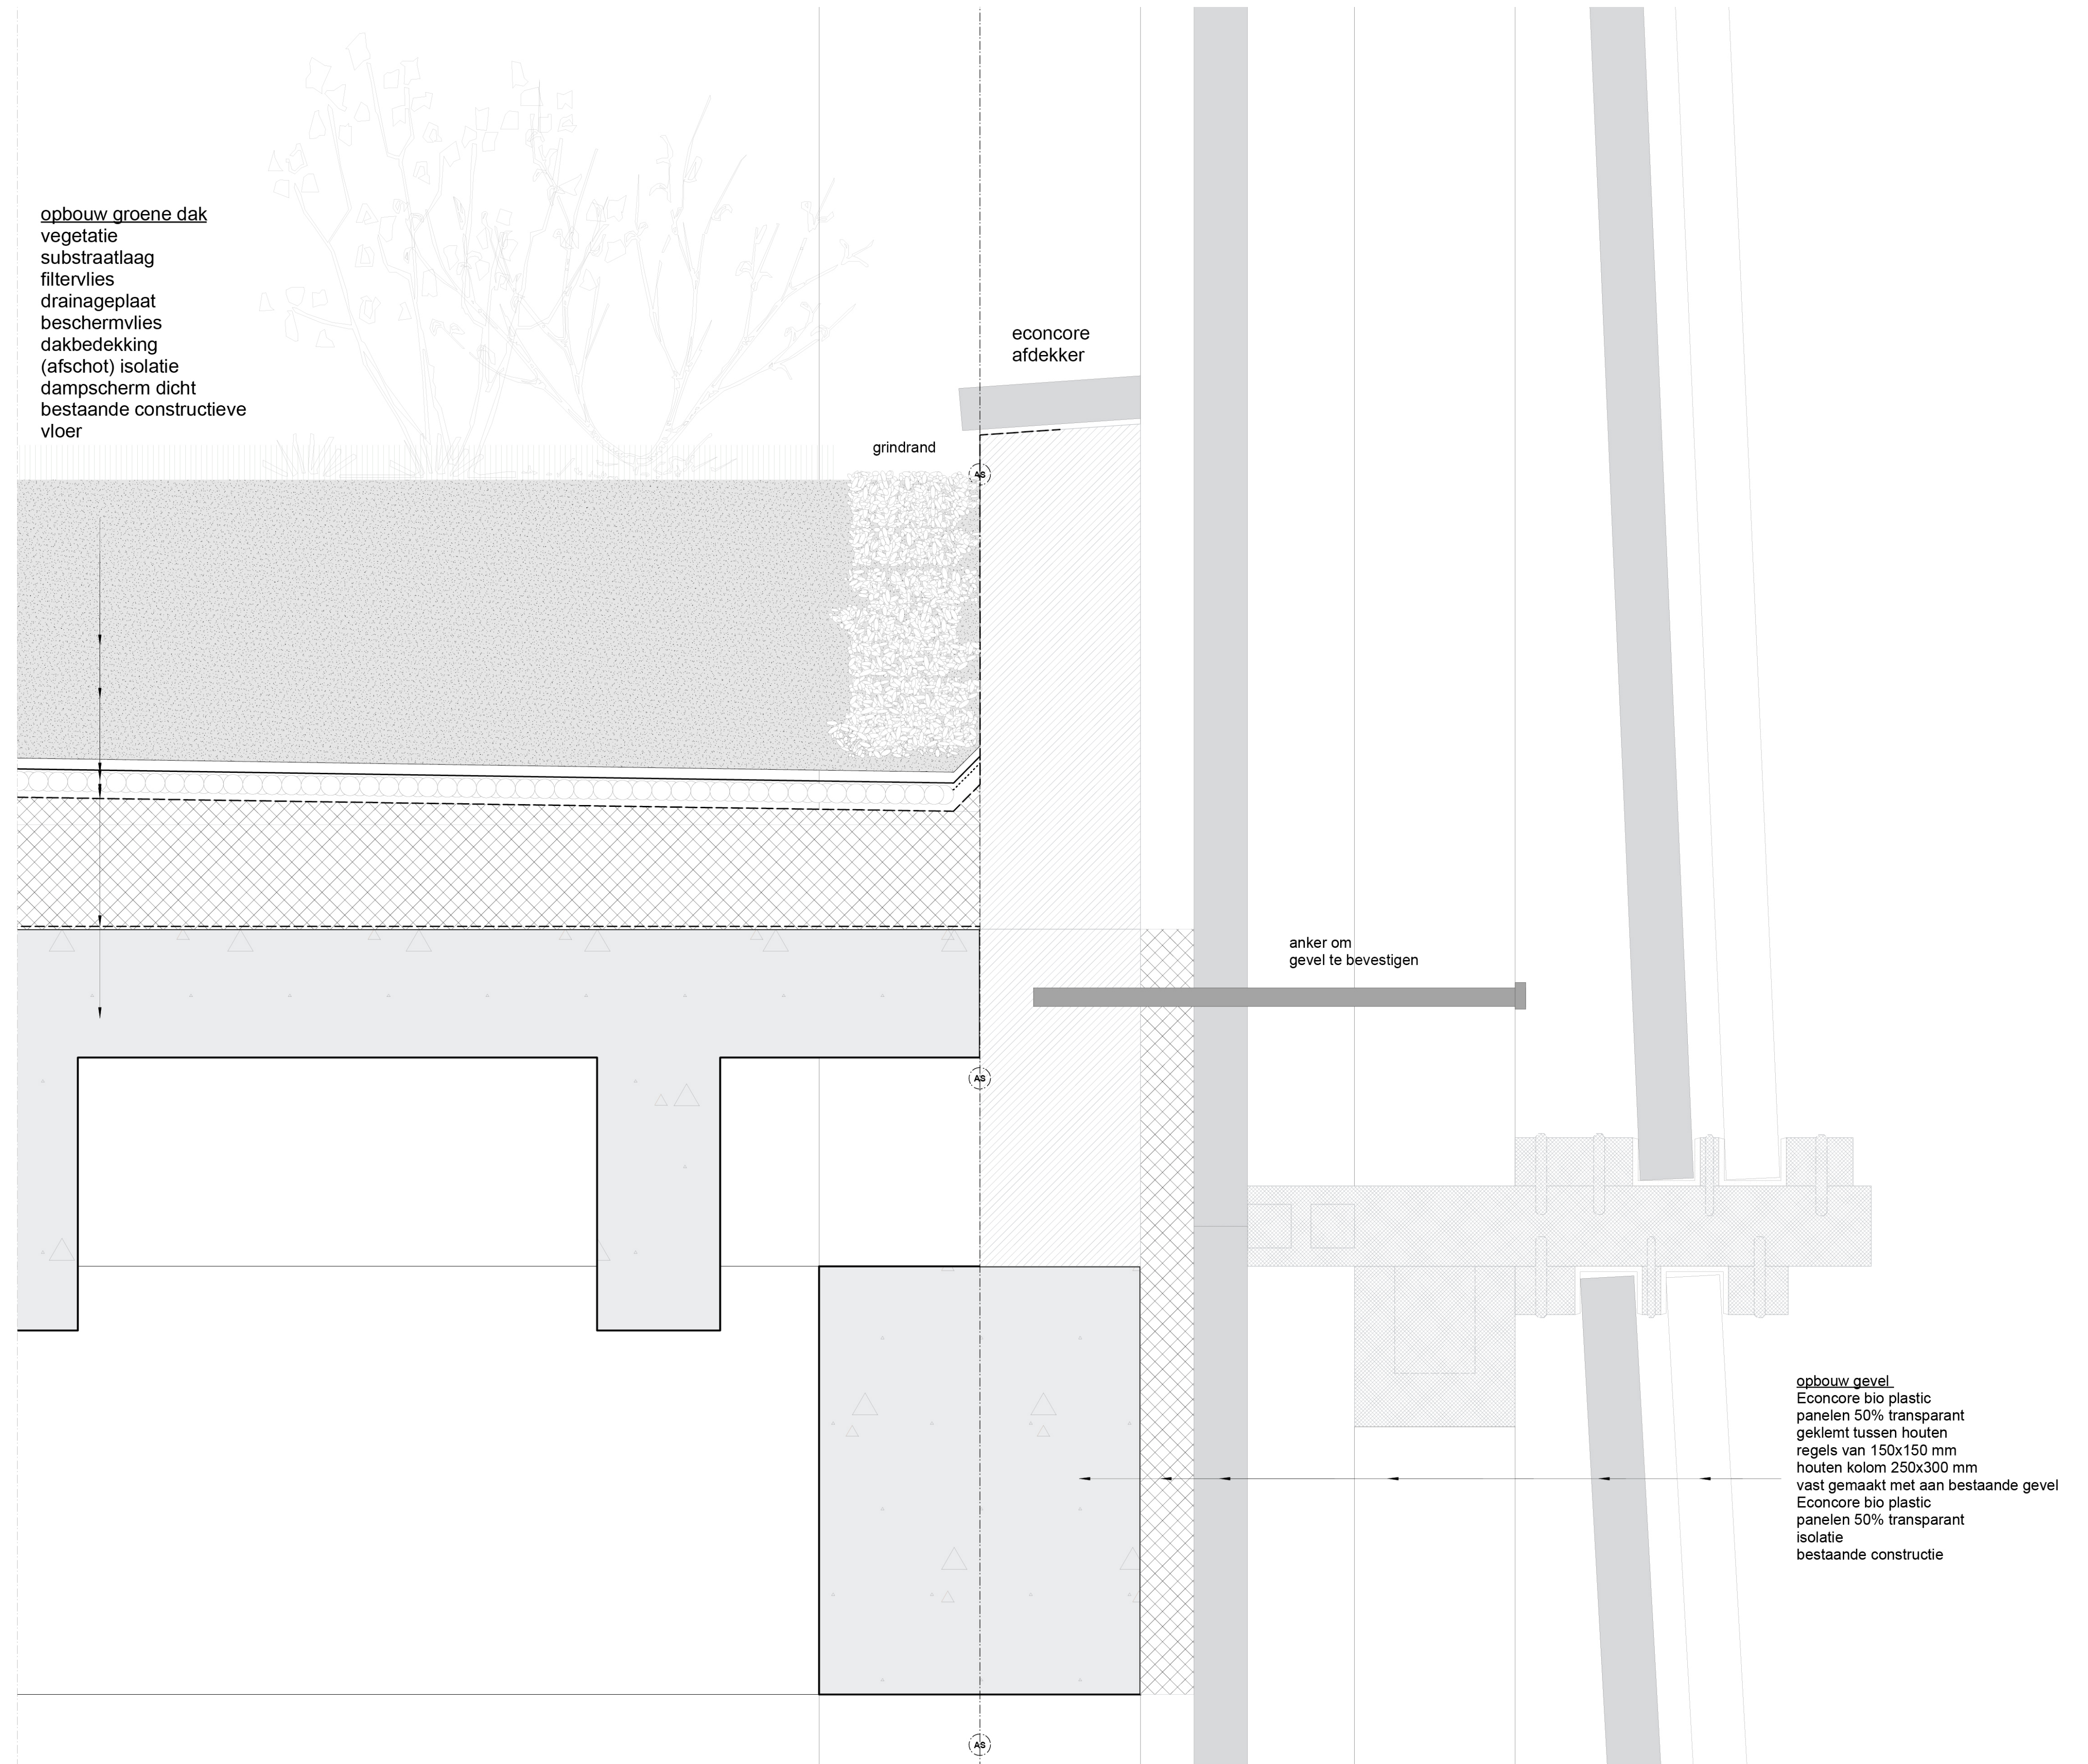 opbouw groene dak
vegetatie
substraatlaag
filtervlies
drainageplaat
beschermvlies
dakbedekking
(afschot) isolatie
dampscherm dicht
bestaande constructieve
vloer
econcore
afdekker
grindrand
AS
anker om
gevel te bevestigen
AS
opbouw gevel
Econcore bio plastic
panelen 50% transparant
geklemt tussen houten
regels van 150x150 mm
houten kolom 250x300 mm
vast gemaakt met aan bestaande gevel
Econcore bio plastic
panelen 50% transparant
isolatie
bestaande constructie
AS